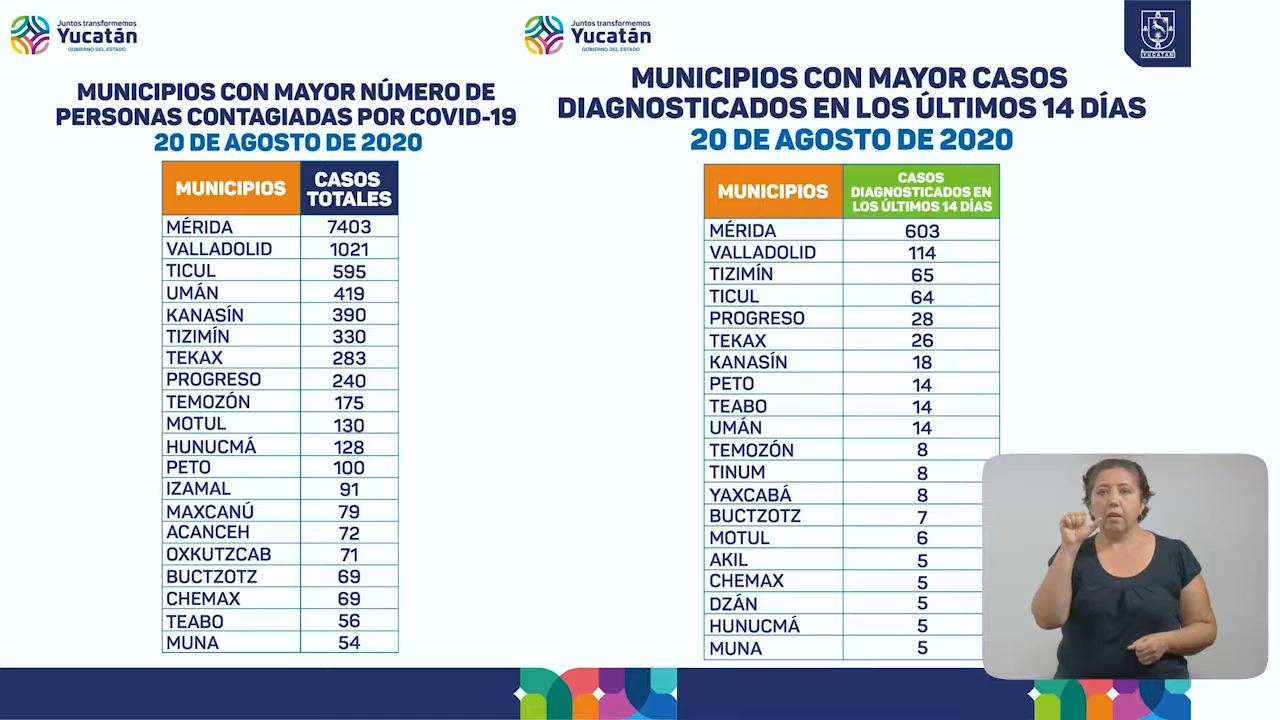 Juntos transformemos
Yucatán
GOBIERNO DEL ESTADO
MUNICIPIOS CON MAYOR NÚMERO DE
PERSONAS CONTAGIADAS POR COVID-19
20 DE AGOSTO DE 2020
MUNICIPIOS CASOS TOTALES
MÉRIDA 7403
VALLADOLID 1021
TICUL 595
UMÁN 419
KANASÍN 390
TIZIMÍN 330
TEKAX 283
PROGRESO 240
TEMOZÓN 175
MOTUL 130
HUNUCMÁ 128
PETO 100
IZAMAL 91
MAXCANÚ 79
ACANCEH 72
OXKUTZCAB 71
BUCTZOTZ 69
CHEMAX 69
TEABO 56
MUNA 54
Juntos transformemos
Yucatán
GOBIERNO DEL ESTADO
YUCATÁN
MUNICIPIOS CON MAYOR CASOS
DIAGNOSTICADOS EN LOS ÚLTIMOS 14 DÍAS
20 DE AGOSTO DE 2020
MUNICIPIOS CASOS DIAGNOSTICADOS EN LOS ÚLTIMOS 14 DÍAS
MÉRIDA 603
VALLADOLID 114
TIZIMÍN 65
TICUL 64
PROGRESO 28
TEKAX 26
KANASÍN 18
PETO 14
TEABO 14
UMÁN 14
TEMOZÓN 8
TINUM 8
YAXCABÁ 8
BUCTZOTZ 7
MOTUL 6
AKIL 5
CHEMAX 5
DZÁN 5
HUNUCMÁ 5
MUNA 5